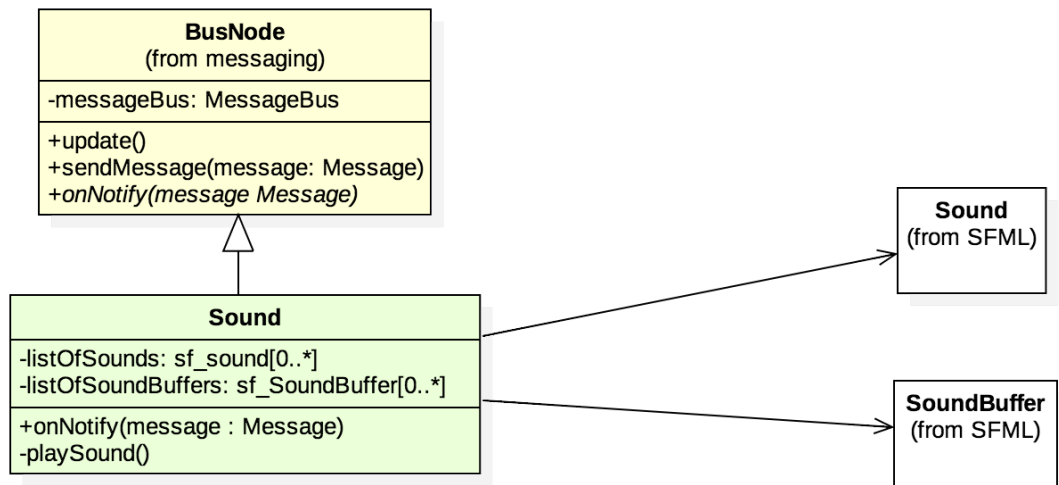 BusNode
(from messaging)
-messageBus: MessageBus
+update()
+sendMessage(message: Message)
+onNotify(message Message)
Sound
(from SFML)
Sound
-listOfSounds: sf_sound[0..*]
-listOfSoundBuffers: sf_SoundBuffer[0..*]
+onNotify(message : Message)
-playSound()
SoundBuffer
(from SFML)